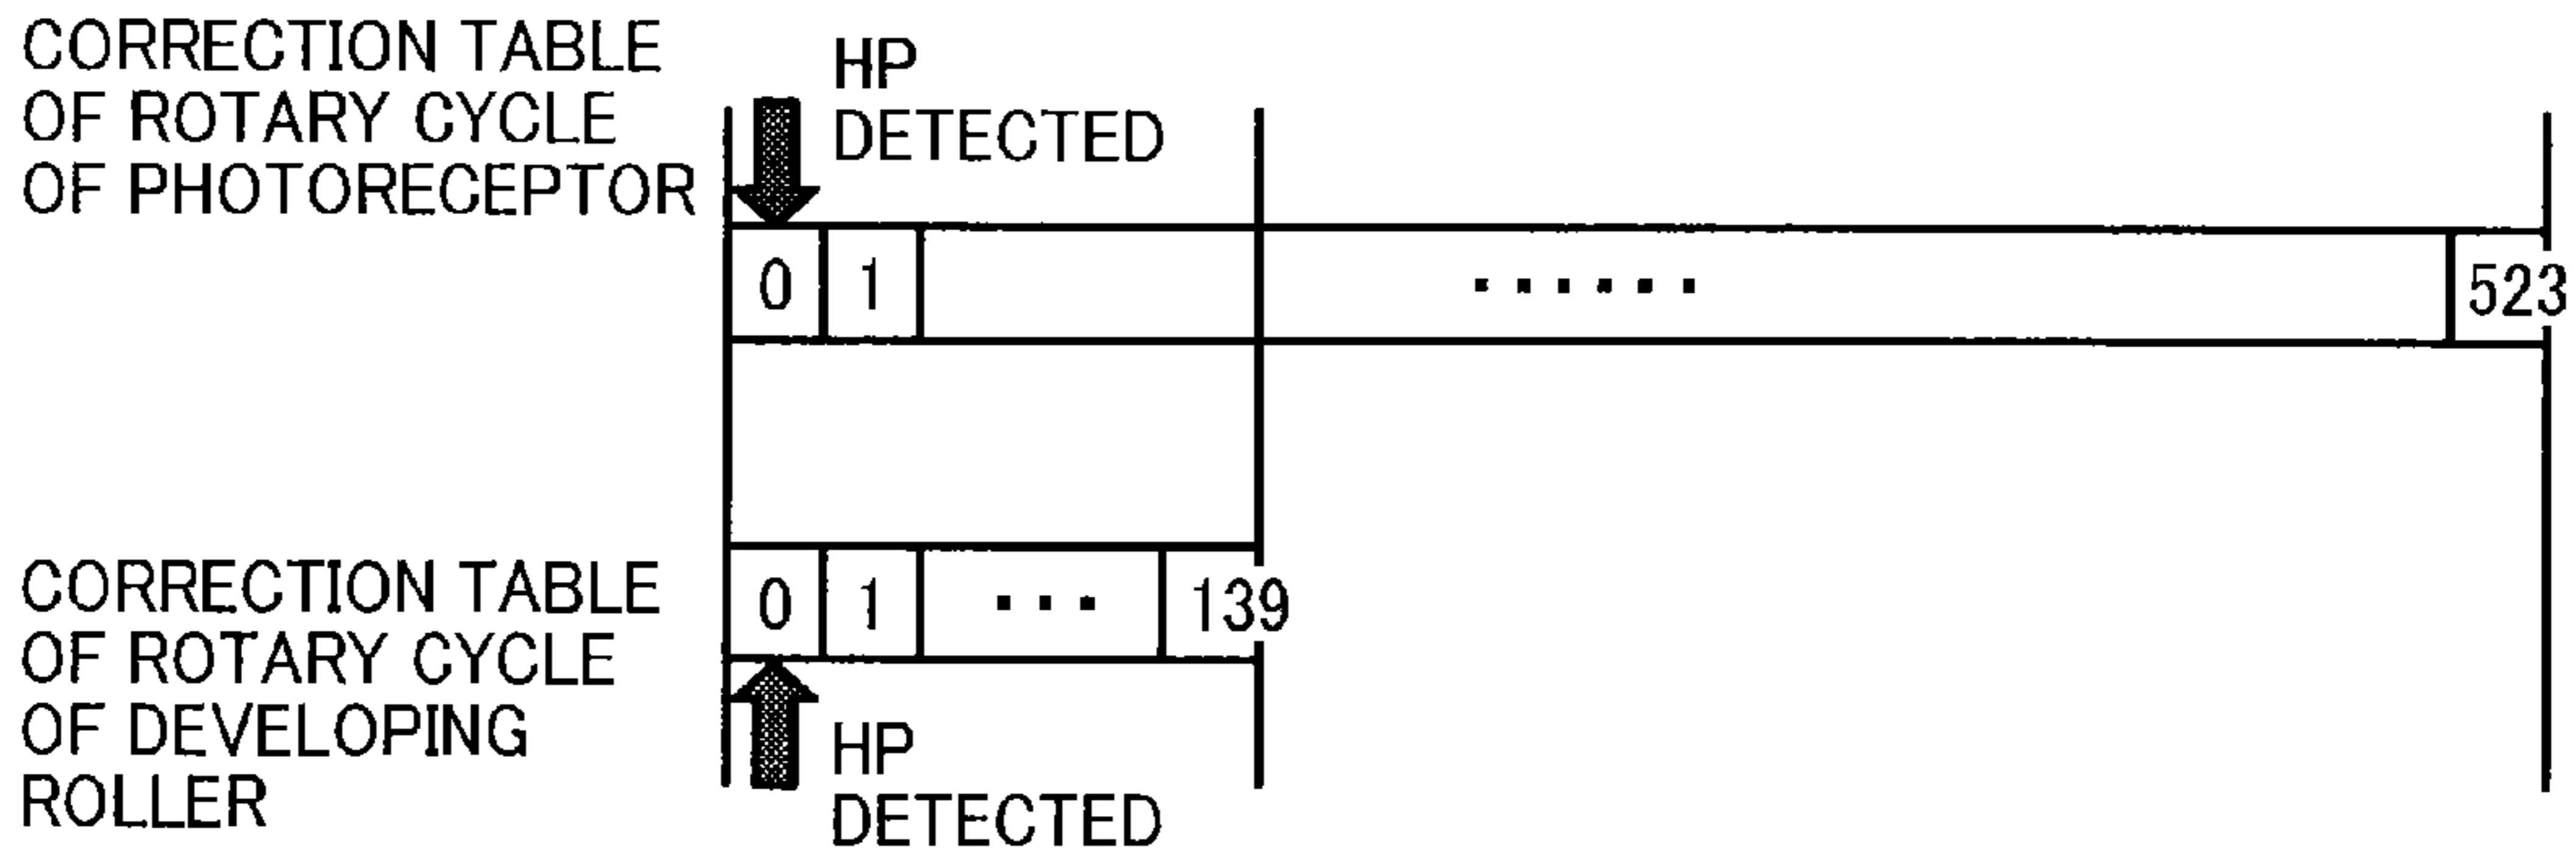 CORRECTION TABLE
OF ROTARY CYCLE
OF PHOTORECEPTOR
HP
DETECTED
0 1 ······ 523
0 1 ··· 139
CORRECTION TABLE
OF ROTARY CYCLE
OF DEVELOPING
ROLLER
HP
DETECTED